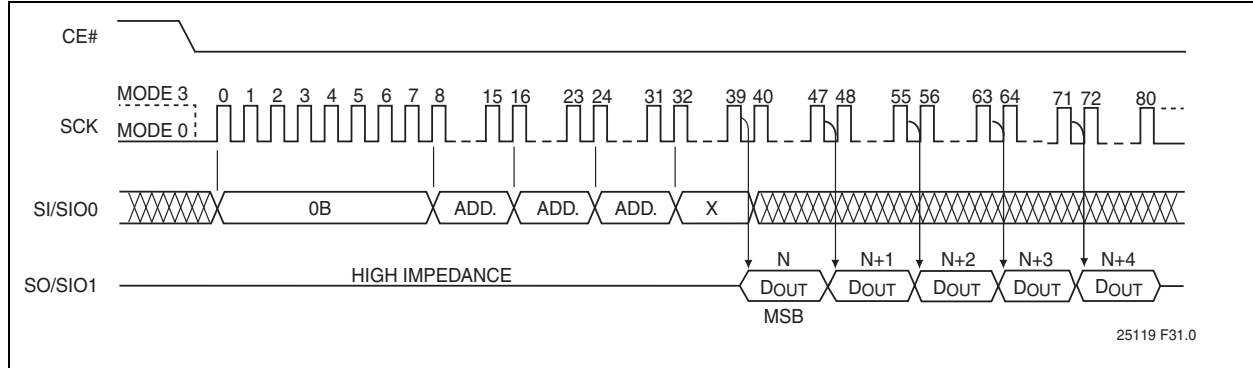 CE#
MODE 3
0 1 2 3 4 5 6 7 8 15 16 23 24 31 32 39 40 47 48 55 56 63 64 71 72 80
SCK
MODE 0
SI/SIO0
0B
ADD.
ADD.
ADD.
X
N
N+1
N+2
N+3
N+4
SO/SIO1
HIGH IMPEDANCE
DOUT
DOUT
DOUT
DOUT
DOUT
MSB
25119 F31.0